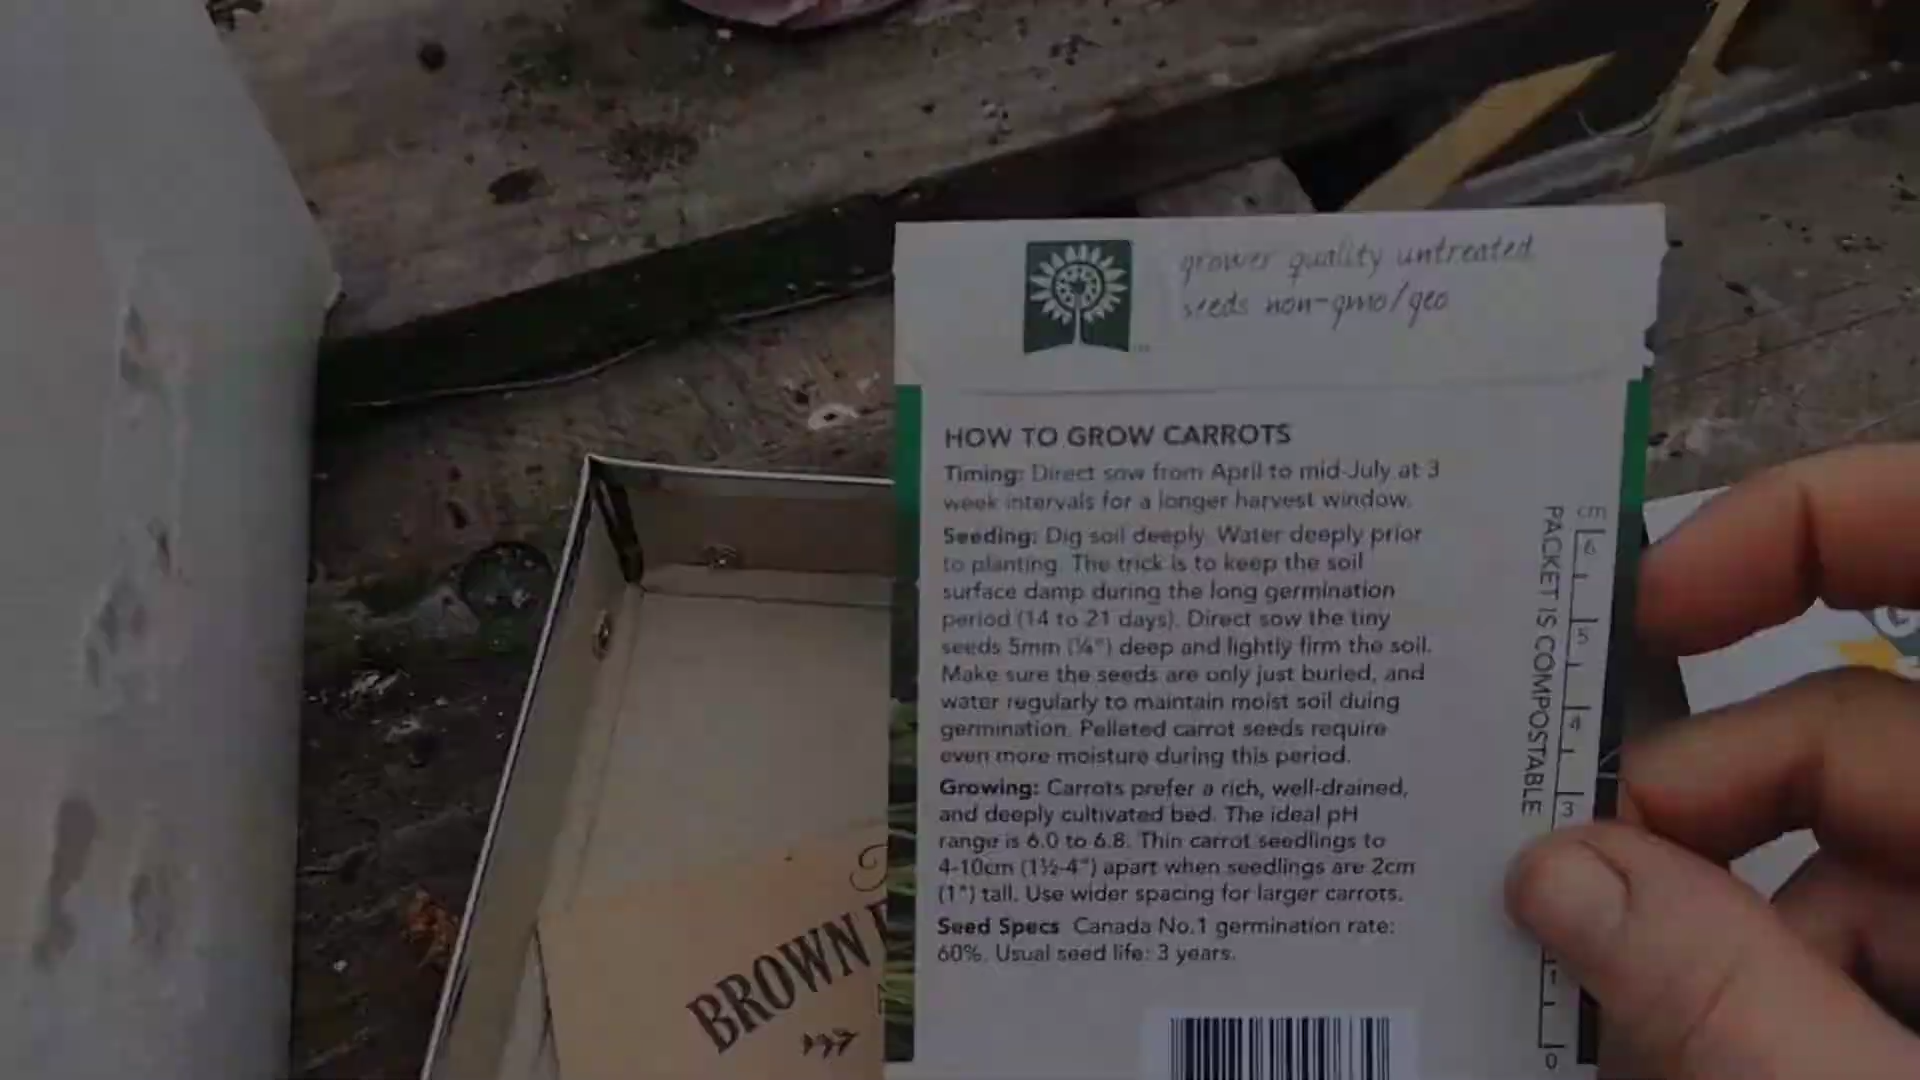 grower quality untreated
seeds non-gmo/geo
HOW TO GROW CARROTS
Timing: Direct sow from April to mid-July at 3
week intervals for a longer harvest window.
Seeding: Dig soil deeply. Water deeply prior
to planting. The trick is to keep the soil
surface damp during the long germination
period (14 to 21 days). Direct sow the tiny
seeds 5mm (¼") deep and lightly firm the soil.
Make sure the seeds are only just buried, and
water regularly to maintain moist soil duing
germination. Pelleted carrot seeds require
even more moisture during this period.
Growing: Carrots prefer a rich, well-drained,
and deeply cultivated bed. The ideal pH
range is 6.0 to 6.8. Thin carrot seedlings to
4-10cm (1½-4") apart when seedlings are 2cm
(1") tall. Use wider spacing for larger carrots.
Seed Specs Canada No.1 germination rate:
60%. Usual seed life: 3 years.
PACKET IS COMPOSTABLE
cm
5
3
0
BROWN